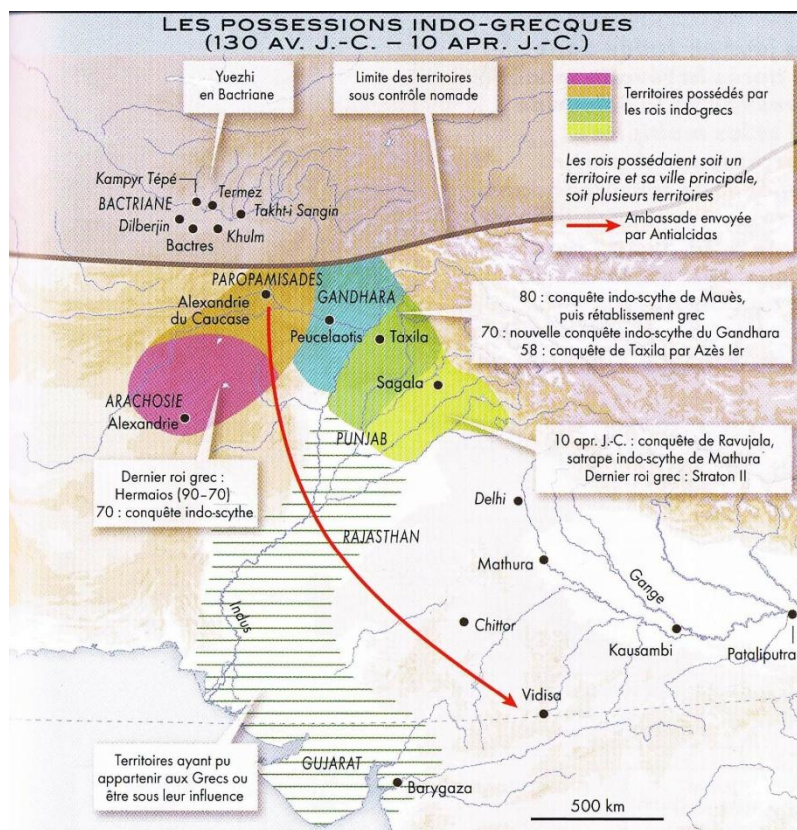 LES POSSESSIONS INDO-GRECQUES
(130 AV. J.-C. – 10 APR. J.-C.)
Yuezhi
en Bactriane
Limite des territoires
sous contrôle nomade
Territoires possédés par
les rois indo-grecs
Les rois possédaient soit un
territoire et sa ville principale,
soit plusieurs territoires
Ambassade envoyée
par Antialcidas
Kampyr Tépé
Termez
BACTRIANE
Takht-i Sangin
Dilberjin
Khulm
Bactres
PAROPAMISADES
Alexandrie
du Caucase
GANDHARA
Peucelaotis
Taxila
80 : conquête indo-scythe de Mauès,
puis rétablissement grec
70 : nouvelle conquête indo-scythe du Gandhara
58 : conquête de Taxila par Azès Ier
Sagala
ARACHOSIE
Alexandrie
PUNJAB
10 apr. J.-C. : conquête de Ravujala,
satrape indo-scythe de Mathura
Dernier roi grec : Straton II
Dernier roi grec :
Hermaios (90–70)
70 : conquête indo-scythe
Delhi
RAJASTHAN
Mathura
Gange
Indus
Chittor
Kausambi
Pataliputra
Vidisa
Territoires ayant pu
appartenir aux Grecs ou
être sous leur influence
GUJARAT
Barygaza
500 km